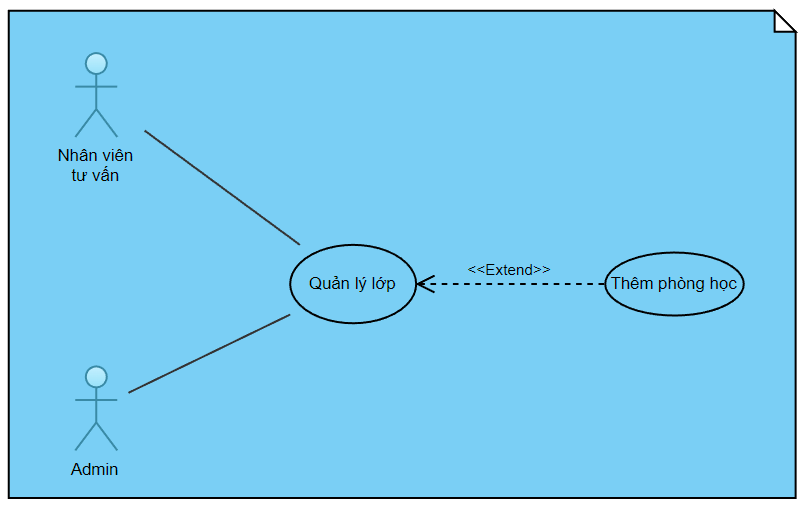 Nhân viên
tư vấn
Quản lý lớp
<<Extend>>
Thêm phòng học
Admin